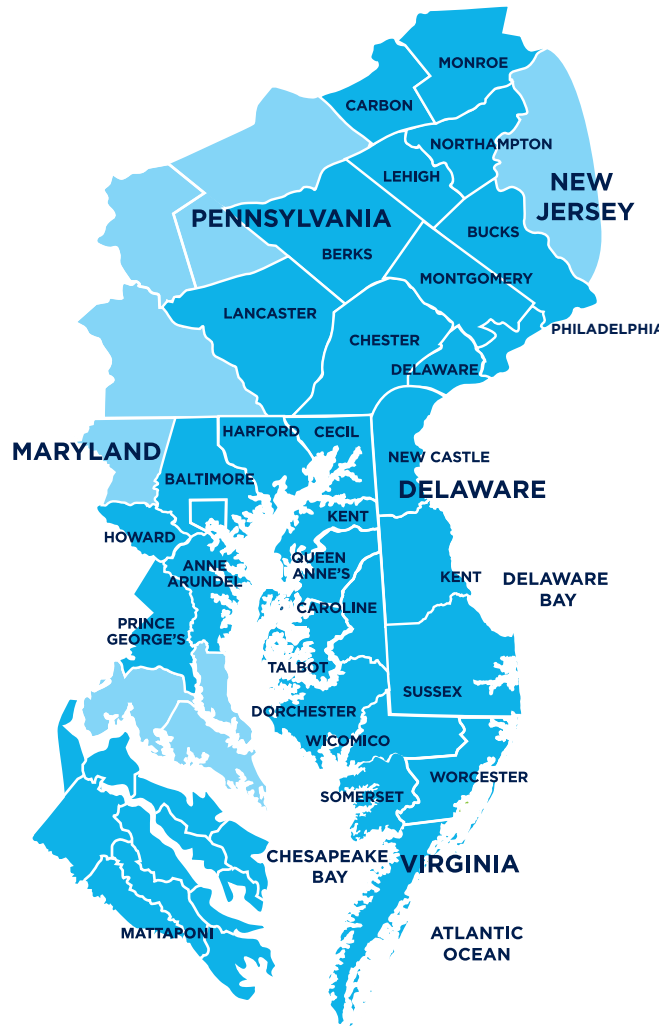 MONROE
CARBON
NORTHAMPTON
LEHIGH
NEW
JERSEY
PENNSYLVANIA
BUCKS
BERKS
MONTGOMERY
LANCASTER
PHILADELPHIA
CHESTER
DELAWARE
HARFORD
CECIL
MARYLAND
NEW CASTLE
BALTIMORE
DELAWARE
KENT
HOWARD
QUEEN
ANNE'S
ANNE
ARUNDEL
KENT
DELAWARE
BAY
CAROLINE
PRINCE
GEORGE'S
TALBOT
SUSSEX
DORCHESTER
WICOMICO
WORCESTER
SOMERSET
CHESAPEAKE
BAY
VIRGINIA
MATTAPONI
ATLANTIC
OCEAN